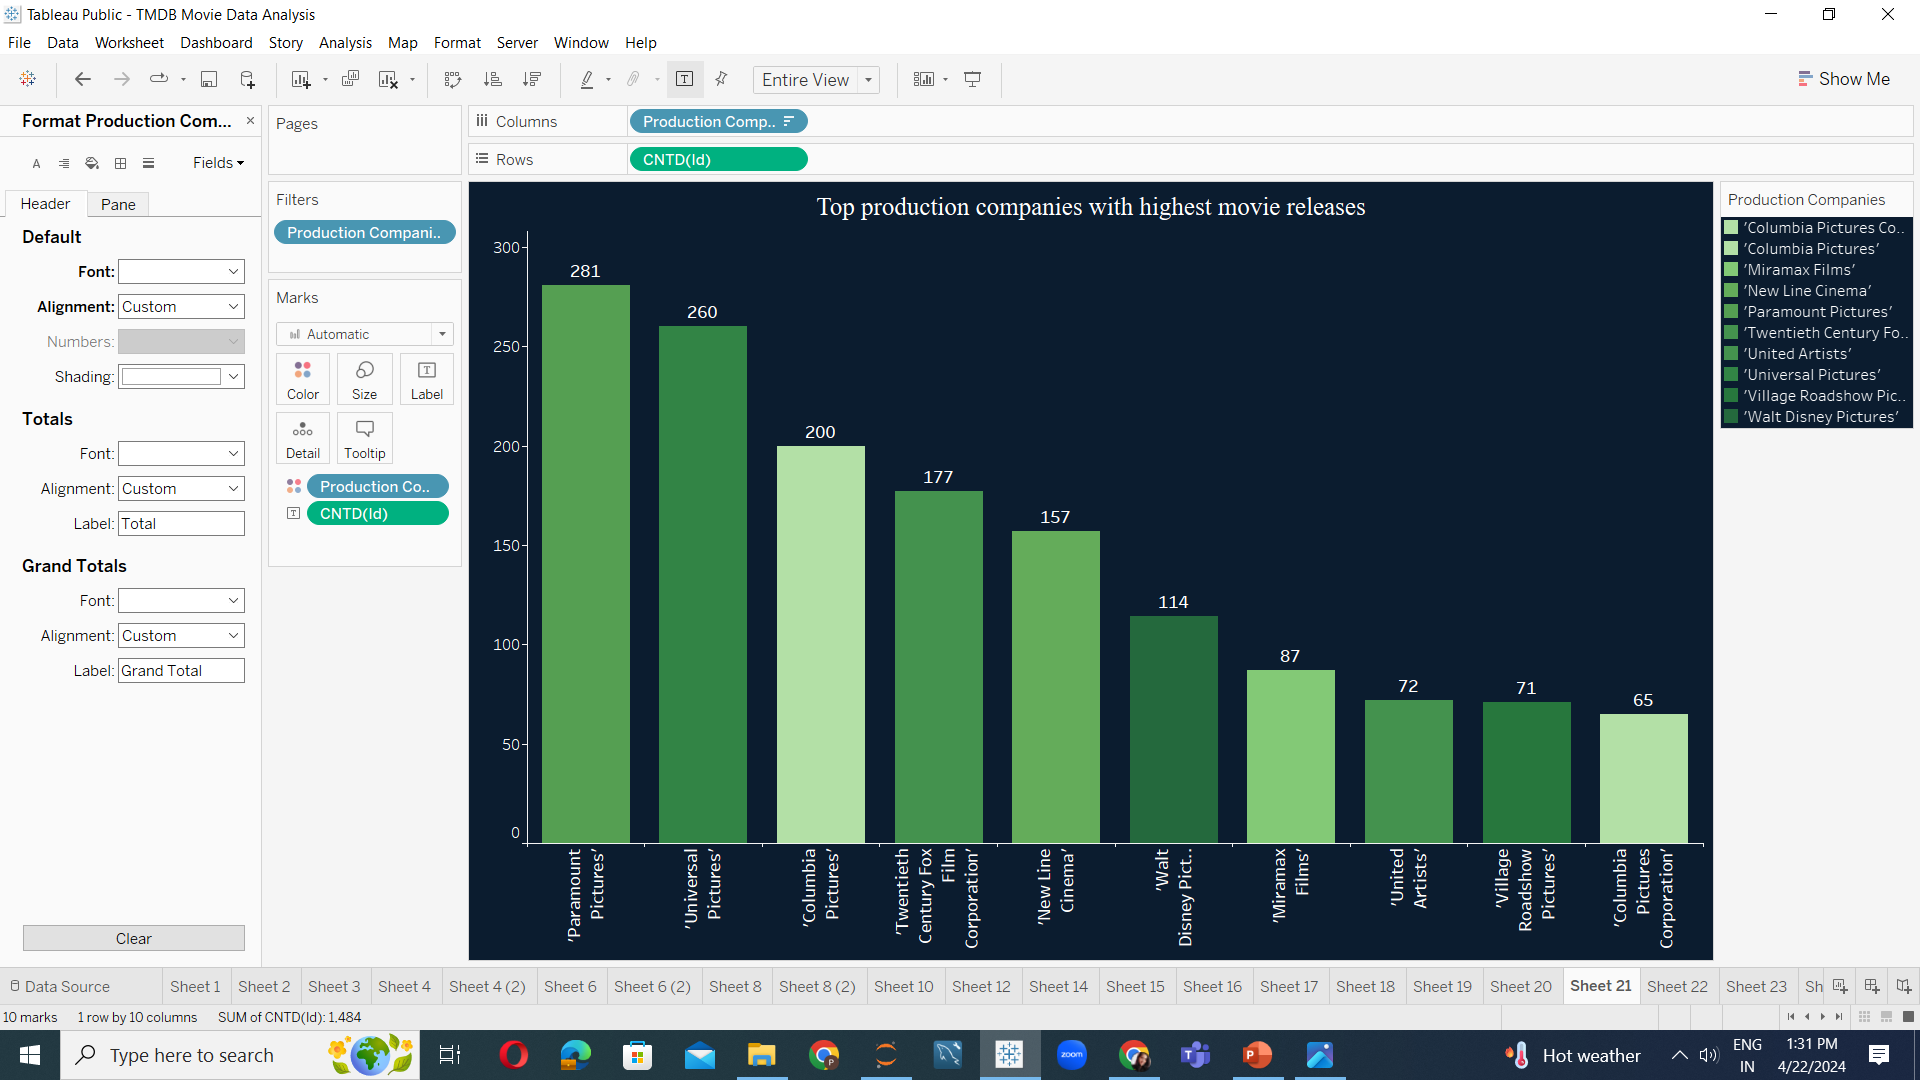 Tableau Public - TMDB Movie Data Analysis
File Data Worksheet Dashboard Story Analysis Map Format Server Window Help
Entire View
Show Me
Format Production Com...
Fields
Header Pane
Default
Font:
Alignment: Custom
Numbers:
Shading:
Totals
Font:
Alignment: Custom
Label: Total
Grand Totals
Font:
Alignment: Custom
Label: Grand Total
Clear
Pages
Filters
Production Compani..
Marks
Automatic
Color Size Label
Detail Tooltip
Production Co..
CNTD(Id)
Columns Production Comp..
Rows CNTD(Id)
Top production companies with highest movie releases
300
250
200
150
100
50
0
281
260
200
177
157
114
87
72
71
65
'Paramount
Pictures'
'Universal
Pictures'
'Columbia
Pictures'
'Twentieth
Century Fox
Film
Corporation'
'New Line
Cinema'
'Walt
Disney Pict..
'Miramax
Films'
'United
Artists'
'Village
Roadshow
Pictures'
'Columbia
Pictures
Corporation'
Production Companies
'Columbia Pictures Co..
'Columbia Pictures'
'Miramax Films'
'New Line Cinema'
'Paramount Pictures'
'Twentieth Century Fo..
'United Artists'
'Universal Pictures'
'Village Roadshow Pic..
'Walt Disney Pictures'
Data Source Sheet 1 Sheet 2 Sheet 3 Sheet 4 Sheet 4 (2) Sheet 6 Sheet 6 (2) Sheet 8 Sheet 8 (2) Sheet 10 Sheet 12 Sheet 14 Sheet 15 Sheet 16 Sheet 17 Sheet 18 Sheet 19 Sheet 20 Sheet 21 Sheet 22 Sheet 23 Sh
10 marks 1 row by 10 columns SUM of CNTD(Id): 1,484
Type here to search
zoom
Hot weather
ENG
IN
1:31 PM
4/22/2024